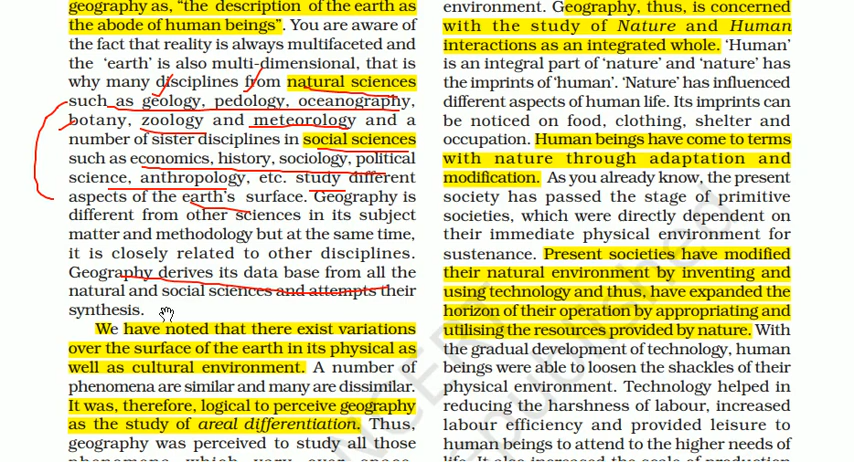 geography as, “the description of the earth as
the abode of human beings”. You are aware of
the fact that reality is always multifaceted and
the ‘earth’ is also multi-dimensional, that is
why many disciplines from natural sciences
such as geology, pedology, oceanography,
botany, zoology and meteorology and a
number of sister disciplines in social sciences
such as economics, history, sociology, political
science, anthropology, etc. study different
aspects of the earth’s surface. Geography is
different from other sciences in its subject
matter and methodology but at the same time,
it is closely related to other disciplines.
Geography derives its data base from all the
natural and social sciences and attempts their
synthesis.
We have noted that there exist variations
over the surface of the earth in its physical as
well as cultural environment. A number of
phenomena are similar and many are dissimilar.
It was, therefore, logical to perceive geography
as the study of areal differentiation. Thus,
geography was perceived to study all those
phenomena which vary over space.
environment. Geography, thus, is concerned
with the study of Nature and Human
interactions as an integrated whole. ‘Human’
is an integral part of ‘nature’ and ‘nature’ has
the imprints of ‘human’. ‘Nature’ has influenced
different aspects of human life. Its imprints can
be noticed on food, clothing, shelter and
occupation. Human beings have come to terms
with nature through adaptation and
modification. As you already know, the present
society has passed the stage of primitive
societies, which were directly dependent on
their immediate physical environment for
sustenance. Present societies have modified
their natural environment by inventing and
using technology and thus, have expanded the
horizon of their operation by appropriating and
utilising the resources provided by nature. With
the gradual development of technology, human
beings were able to loosen the shackles of their
physical environment. Technology helped in
reducing the harshness of labour, increased
labour efficiency and provided leisure to
human beings to attend to the higher needs of
life. It also increased the scale of production